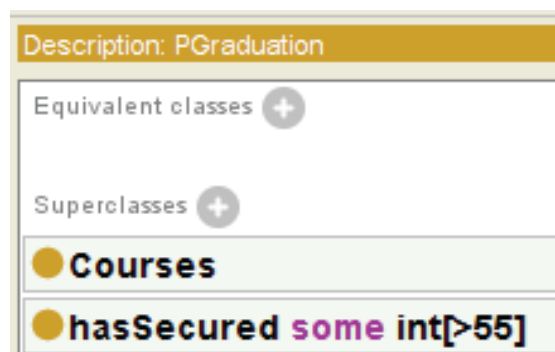 Description: PGraduation
Equivalent classes
Superclasses
Courses
hasSecured some int[>55]